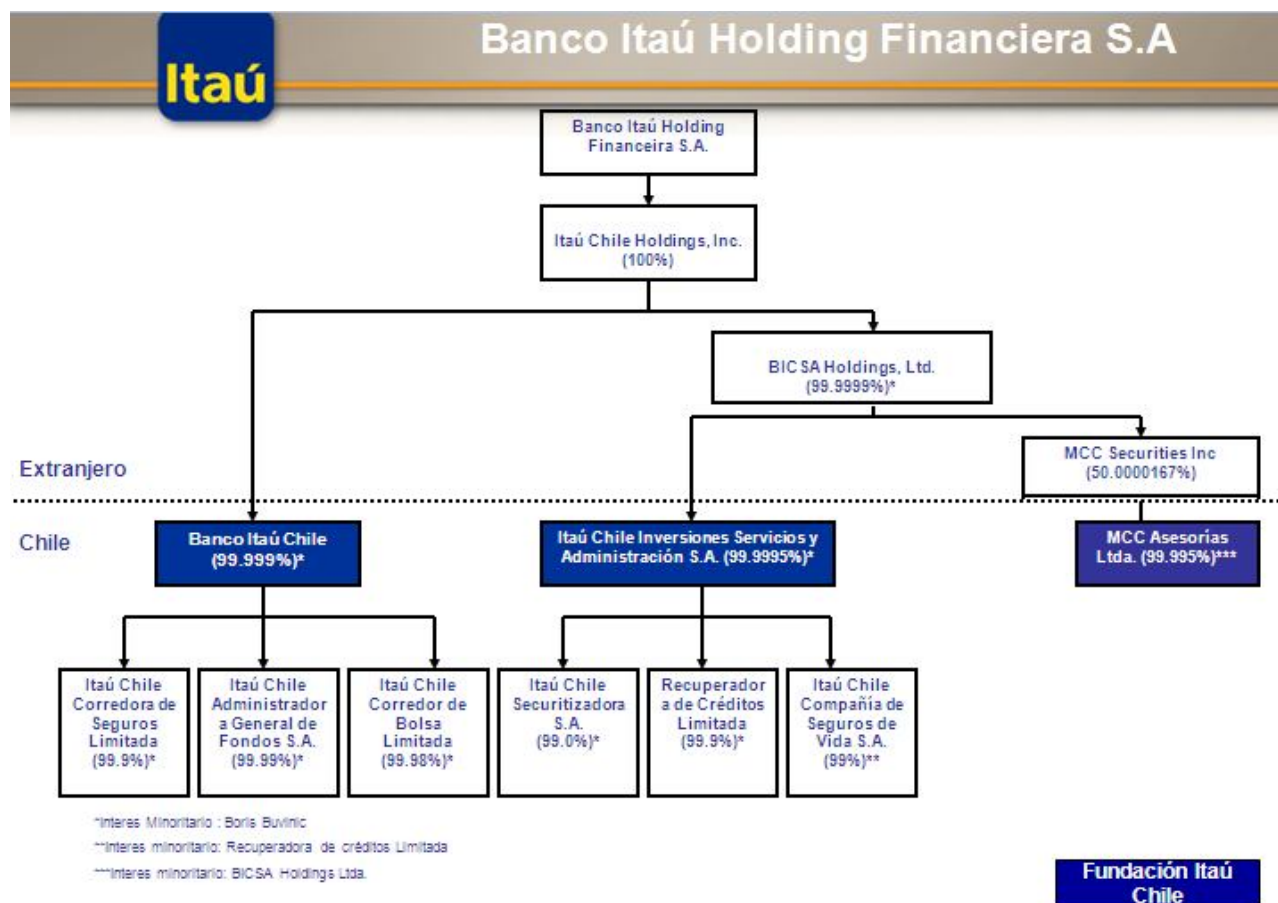 Itaú
Banco Itaú Holding Financiera S.A
Banco Itaú Holding
Financeira S.A.
Itaú Chile Holdings, Inc.
(100%)
BICSA Holdings, Ltd.
(99.9999%)*
MCC Securities Inc
(50.0000167%)
Extranjero
Chile
Banco Itaú Chile
(99.999%)*
Itaú Chile Inversiones Servicios y
Administración S.A. (99.9995%)*
MCC Asesorías
Ltda. (99.995%)***
Itaú Chile
Corredora de
Seguros
Limitada
(99.9%)*
Itaú Chile
Administrador
a General de
Fondos S.A.
(99.99%)*
Itaú Chile
Corredor de
Bolsa
Limitada
(99.98%)*
Itaú Chile
Securitizadora
S.A.
(99.0%)*
Recuperador
a de Créditos
Limitada
(99.9%)*
Itaú Chile
Compañía de
Seguros de
Vida S.A.
(99%)**
*Interes Minoritario : Boris Buvinic
**Interes minoritario: Recuperadora de créditos Limitada
***Interes minoritario: BICSA Holdings Ltda.
Fundación Itaú
Chile